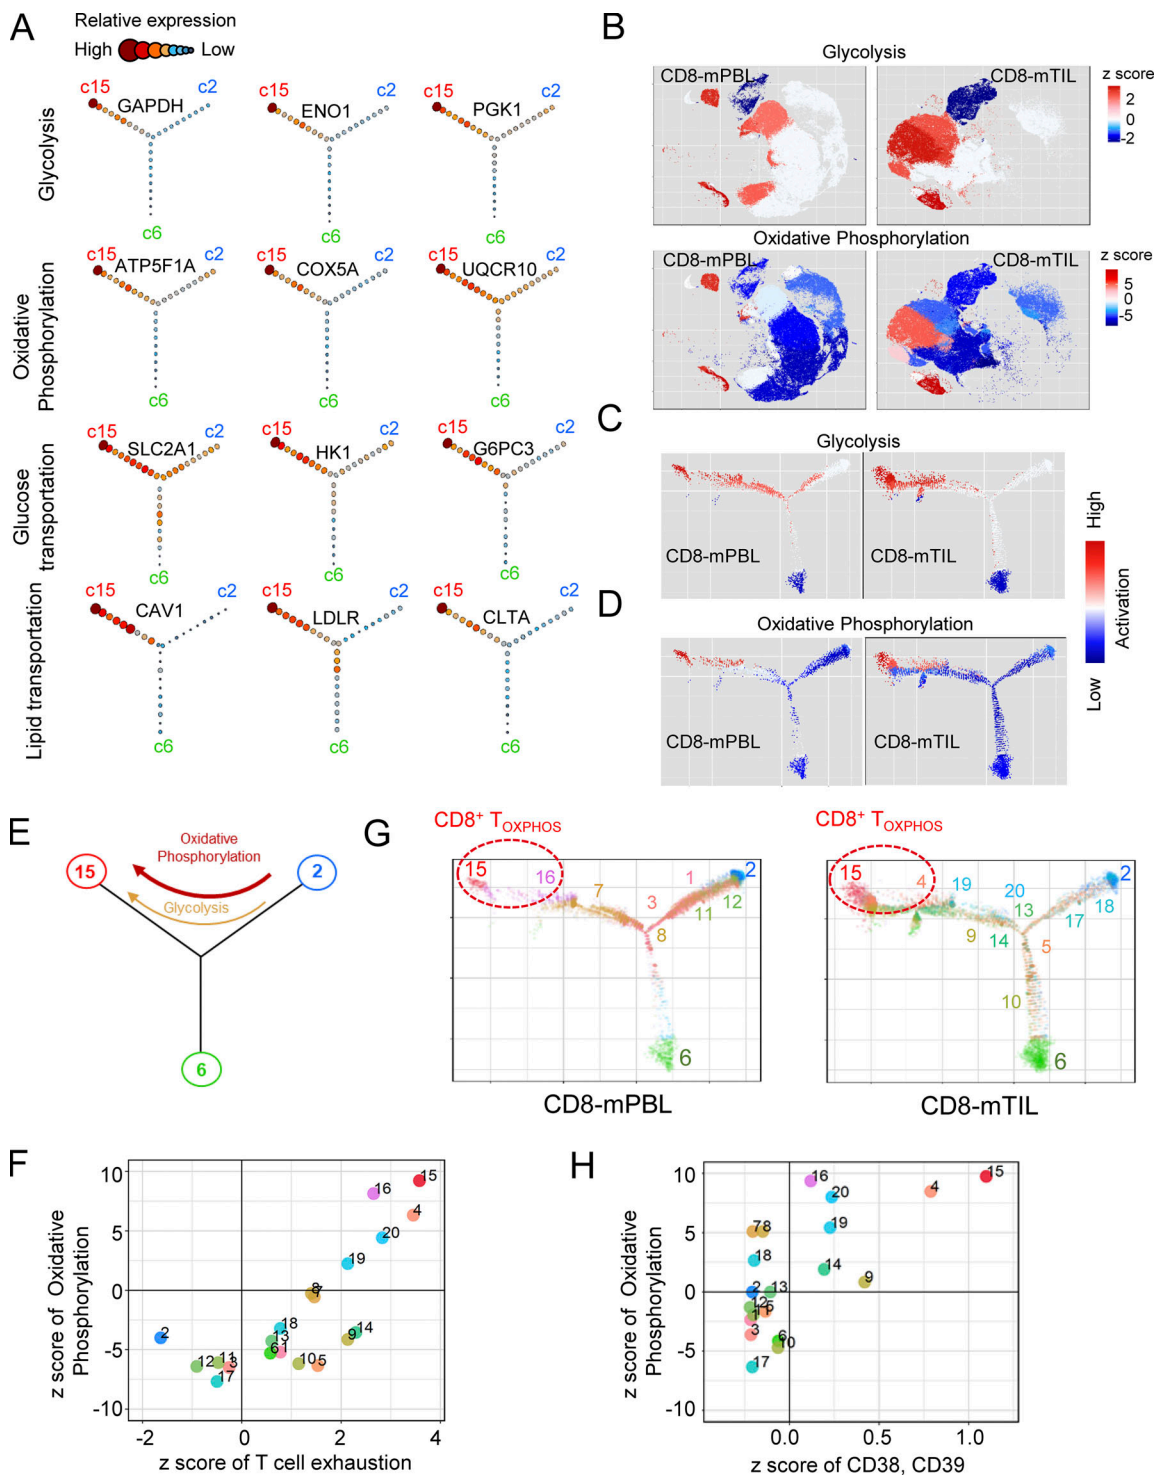 A
Relative expression
High Low
c15 GAPDH c2
c15 ENO1 c2
c15 PGK1 c2
Glycolysis
c6 c6 c6
c15 ATP5F1A c2
c15 COX5A c2
c15 UQCR10 c2
Oxidative
Phosphorylation
c6 c6 c6
c15 SLC2A1 c2
c15 HK1 c2
c15 G6PC3 c2
Glucose
transportation
c6 c6 c6
c15 CAV1 c2
c15 LDLR c2
c15 CLTA c2
Lipid transportation
c6 c6 c6
B
Glycolysis
CD8-mPBL CD8-mTIL
z score
2
0
-2
Oxidative Phosphorylation
CD8-mPBL CD8-mTIL
z score
5
0
-5
C
Glycolysis
CD8-mPBL CD8-mTIL
D
Oxidative Phosphorylation
CD8-mPBL CD8-mTIL
High
Activation
Low
E
Oxidative
Phosphorylation
Glycolysis
15 2
6
G
CD8+ TOXPHOS
15 16 7 3 1 2
8 11 12
6
CD8-mPBL
CD8+ TOXPHOS
15 4 19 20 2
9 14 13 17 18
5
10
6
CD8-mTIL
F
z score of Oxidative
Phosphorylation
10
5
0
-5
-10
15
16
4
20
19
8
7
18 14
2 13 9
6 1
12 11 3 10 5
17
-2 0 2 4
z score of T cell exhaustion
H
z score of Oxidative
Phosphorylation
10
5
0
-5
-10
16 15
20 4
78 19
18 14
9
2 13
12 5
1 11
3 6
10
17
0.0 0.5 1.0
z score of CD38, CD39